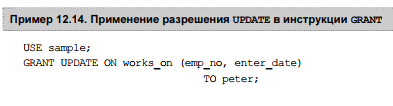 Пример 12.14. Применение разрешения UPDATE в инструкции GRANT
USE sample;
GRANT UPDATE ON works_on (emp_no, enter_date)
TO peter;